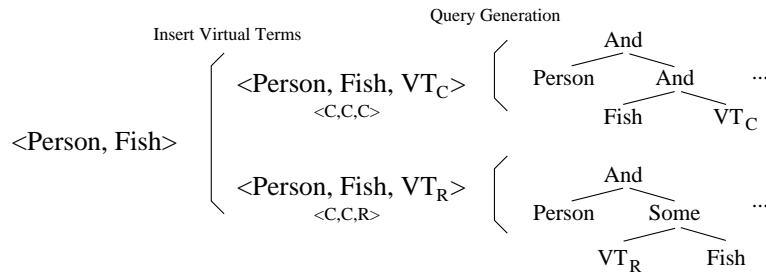 Query Generation
Insert Virtual Terms
And
Person And ...
<Person, Fish, VT_C>
<C,C,C>
Fish VT_C
<Person, Fish>
<Person, Fish, VT_R>
<C,C,R>
And
Person Some ...
VT_R Fish